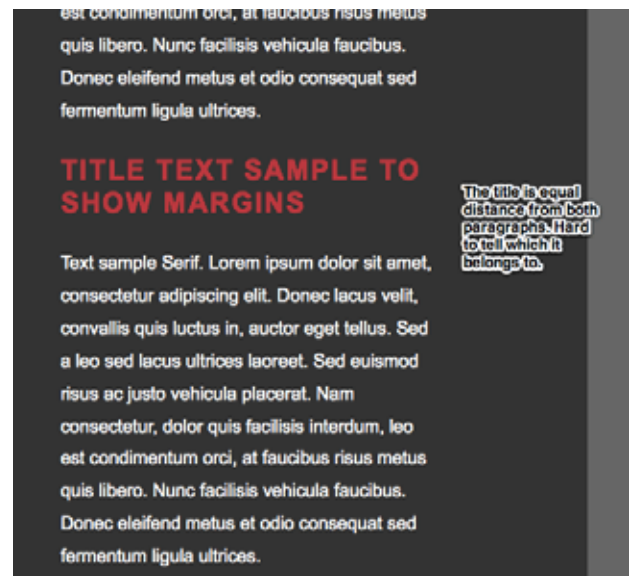 est condimentum orci, at faucibus risus metus
quis libero. Nunc facilisis vehicula faucibus.
Donec eleifend metus et odio consequat sed
fermentum ligula ultrices.
TITLE TEXT SAMPLE TO
SHOW MARGINS
The title is equal
distance from both
paragraphs. Hard
to tell which it
belongs to.
Text sample Serif. Lorem ipsum dolor sit amet,
consectetur adipiscing elit. Donec lacus velit,
convallis quis luctus in, auctor eget tellus. Sed
a leo sed lacus ultrices laoreet. Sed euismod
risus ac justo vehicula placerat. Nam
consectetur, dolor quis facilisis interdum, leo
est condimentum orci, at faucibus risus metus
quis libero. Nunc facilisis vehicula faucibus.
Donec eleifend metus et odio consequat sed
fermentum ligula ultrices.